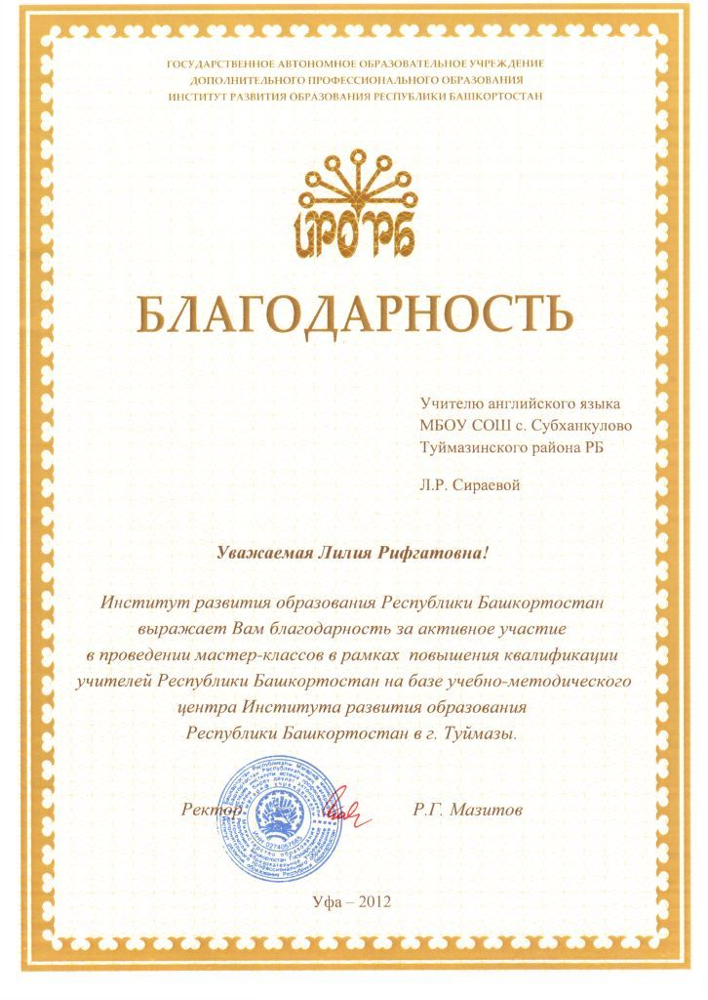 ГОСУДАРСТВЕННОЕ АВТОНОМНОЕ ОБРАЗОВАТЕЛЬНОЕ УЧРЕЖДЕНИЕ
ДОПОЛНИТЕЛЬНОГО ПРОФЕССИОНАЛЬНОГО ОБРАЗОВАНИЯ
ИНСТИТУТ РАЗВИТИЯ ОБРАЗОВАНИЯ РЕСПУБЛИКИ БАШКОРТОСТАН
ИРО РБ
БЛАГОДАРНОСТЬ
Учителю английского языка
МБОУ СОШ с. Субханкулово
Туймазинского района РБ
Л.Р. Сираевой
Уважаемая Лилия Рифгатовна!
Институт развития образования Республики Башкортостан
выражает Вам благодарность за активное участие
в проведении мастер-классов в рамках повышения квалификации
учителей Республики Башкортостан на базе учебно-методического
центра Института развития образования
Республики Башкортостан в г. Туймазы.
Ректор
Р.Г. Мазитов
ИНН 0274057665
Уфа – 2012